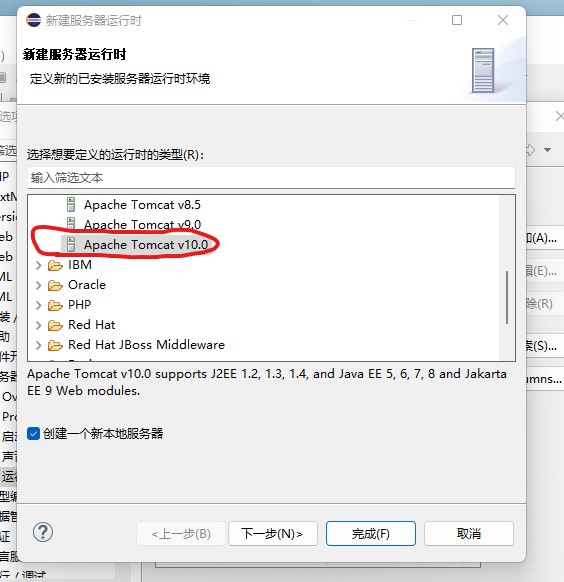 新建服务器运行时
新建服务器运行时
定义新的已安装服务器运行时环境
选择想要定义的运行时的类型(R):
输入筛选文本
Apache Tomcat v8.5
Apache Tomcat v9.0
Apache Tomcat v10.0
IBM
Oracle
PHP
Red Hat
Red Hat JBoss Middleware
Apache Tomcat v10.0 supports J2EE 1.2, 1.3, 1.4, and Java EE 5, 6, 7, 8 and Jakarta
EE 9 Web modules.
创建一个新本地服务器
<上一步(B)
下一步(N)>
完成(F)
取消
(A)...
(E)...
除(R)
(S)...
umns...